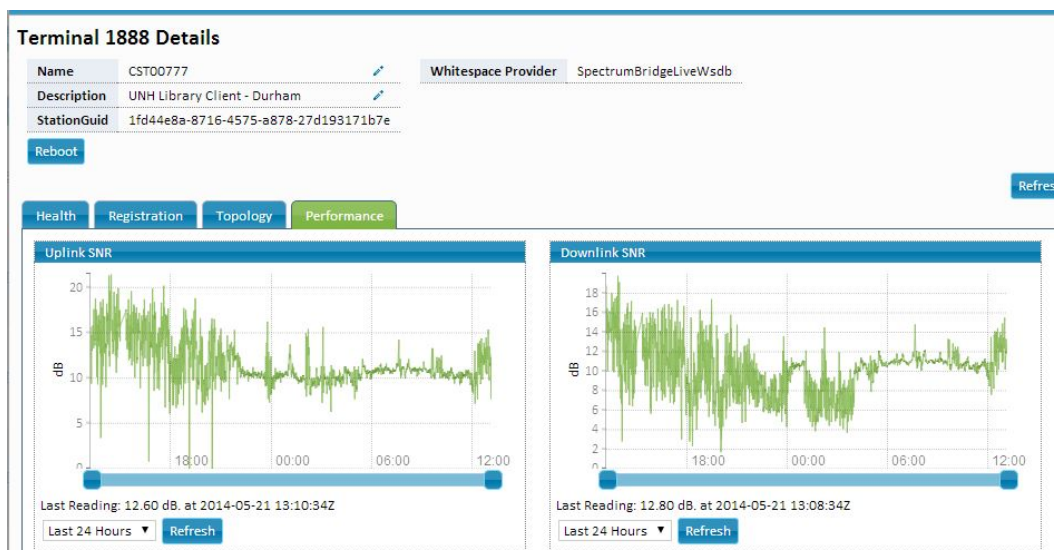 Terminal 1888 Details
Name CST00777 Whitespace Provider SpectrumBridgeLiveWsdb
Description UNH Library Client - Durham
StationGuid 1fd44e8a-8716-4575-a878-27d193171b7e
Reboot
Refres
Health Registration Topology Performance
Uplink SNR
20
15
dB
10
5
0
18:00 00:00 06:00 12:00
Last Reading: 12.60 dB. at 2014-05-21 13:10:34Z
Last 24 Hours Refresh
Downlink SNR
18
16
14
12
dB
10
8
6
4
2
0
18:00 00:00 06:00 12:00
Last Reading: 12.80 dB. at 2014-05-21 13:08:34Z
Last 24 Hours Refresh